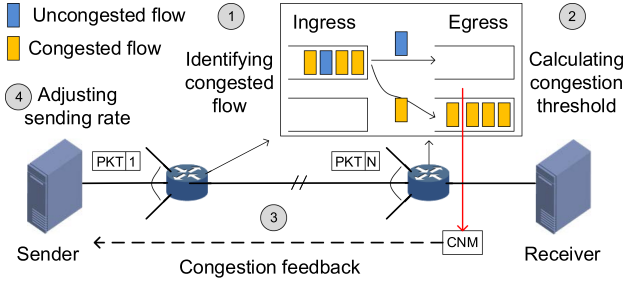 Uncongested flow
Congested flow
1
Ingress
Egress
2
Identifying
congested
flow
Calculating
congestion
threshold
4
Adjusting
sending rate
PKT 1
PKT N
3
Sender
CNM
Receiver
Congestion feedback